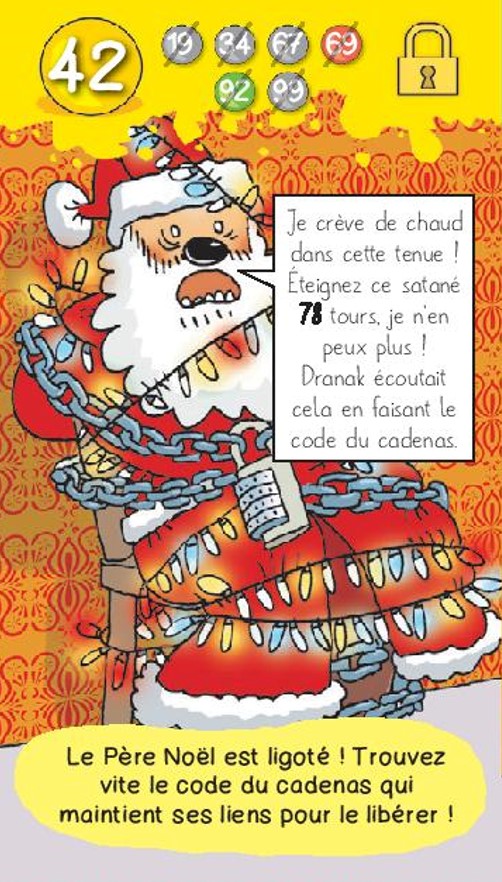 42
19 34 67 69
92 99
Je crève de chaud
dans cette tenue !
Éteignez ce satané
78 tours, je n'en
peux plus !
Dranak écoutait
cela en faisant le
code du cadenas.
Le Père Noël est ligoté ! Trouvez
vite le code du cadenas qui
maintient ses liens pour le libérer !